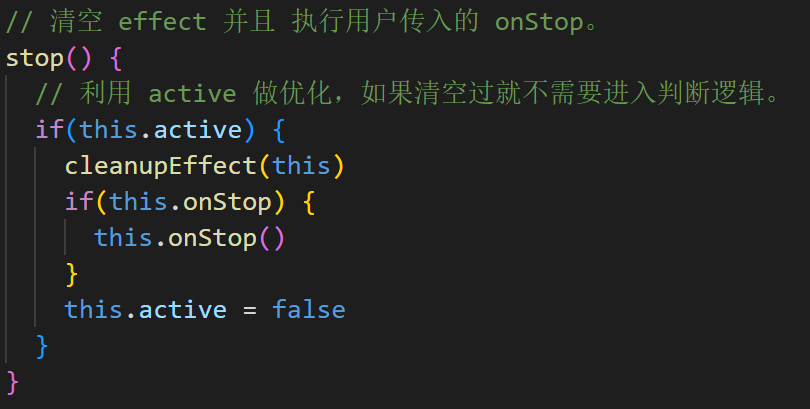 // 清空 effect 并且 执行用户传入的 onStop。
stop() {
// 利用 active 做优化，如果清空过就不需要进入判断逻辑。
if(this.active) {
cleanupEffect(this)
if(this.onStop) {
this.onStop()
}
this.active = false
}
}